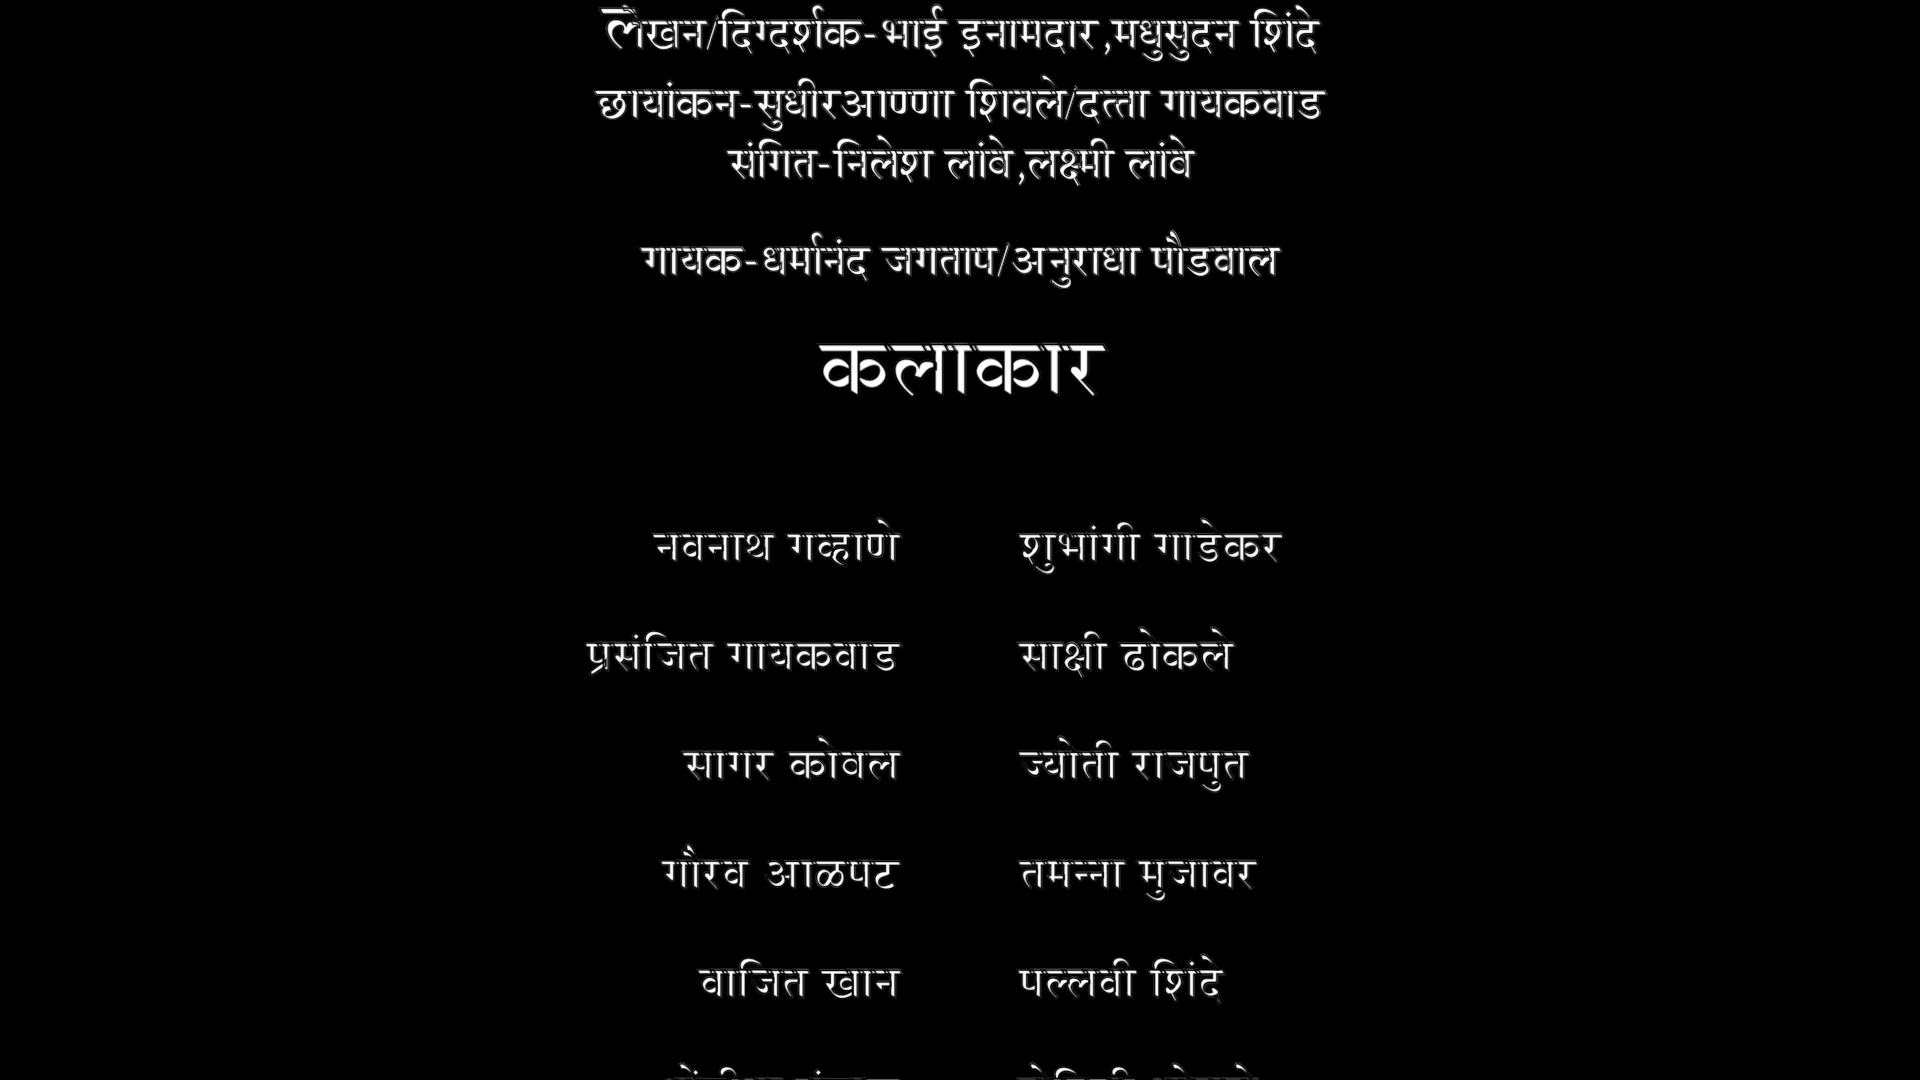 लेखन/दिग्दर्शक-भाई इनामदार,मधुसुदन शिंदे
छायांकन-सुधीरआण्णा शिवले/दत्ता गायकवाड
संगित-निलेश लांवे,लक्ष्मी लांवे
गायक-धर्मानंद जगताप/अनुराधा पौडवाल
कलाकार
नवनाथ गव्हाणे शुभांगी गाडेकर
प्रसंजित गायकवाड साक्षी ढोकले
सागर कोवल ज्योती राजपुत
गौरव आळपट तमन्ना मुजावर
वाजित खान पल्लवी शिंदे